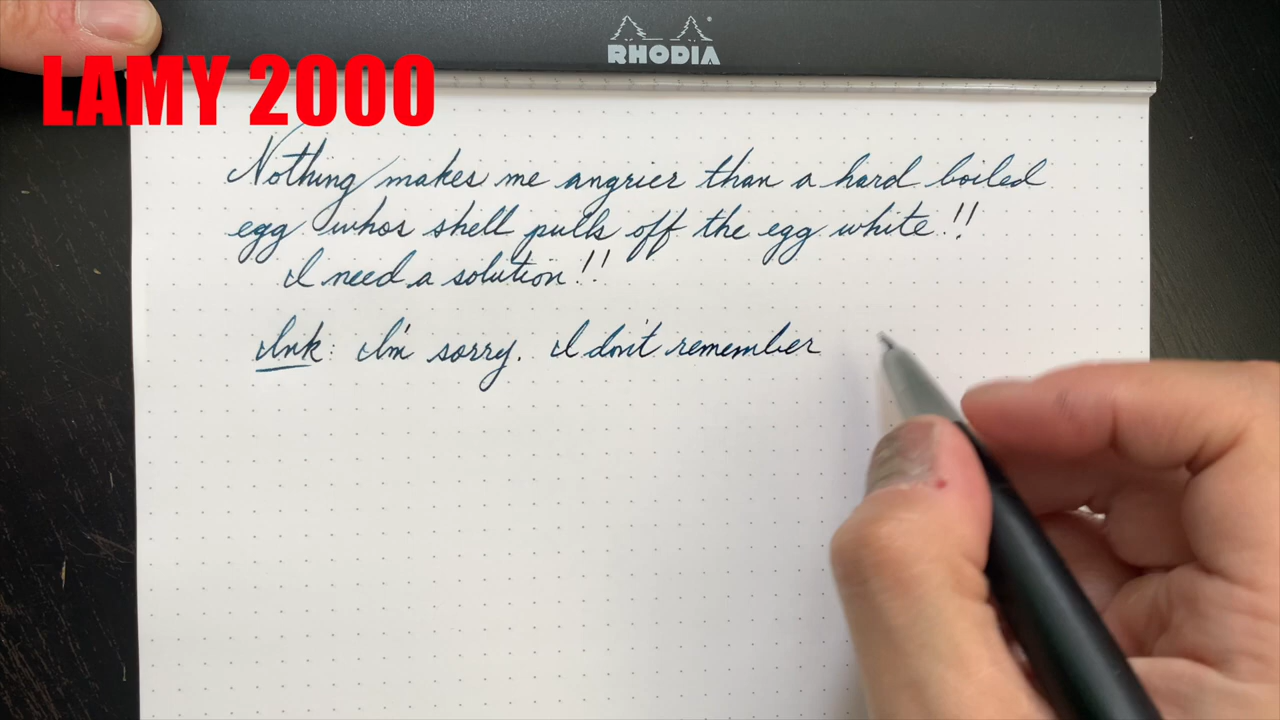 RHODIA
LAMY 2000
Nothing makes me angrier than a hard boiled
egg whos shell pulls off the egg white!!
I need a solution!!
Ink: I'm sorry. I don't remember